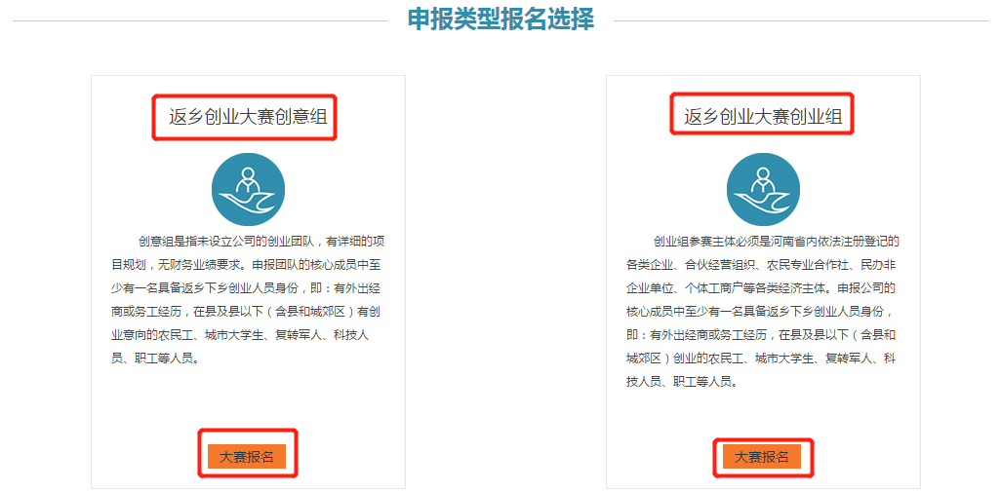 申报类型报名选择
返乡创业大赛创意组
创意组是指未设立公司的创业团队，有详细的项
目规划，无财务业绩要求。申报团队的核心成员中至
少有一名具备返乡下乡创业人员身份，即：有外出经
商或务工经历，在县及县以下（含县和城郊区）有创
业意向的农民工、城市大学生、复转军人、科技人
员、职工等人员。
大赛报名
返乡创业大赛创业组
创业组参赛主体必须是河南省内依法注册登记的
各类企业、合伙经营组织、农民专业合作社、民办非
企业单位、个体工商户等各类经济主体。申报公司的
核心成员中至少有一名具备返乡下乡创业人员身份，
即：有外出经商或务工经历，在县及县以下（含县和
城郊区）创业的农民工、城市大学生、复转军人、科
技人员、职工等人员。
大赛报名